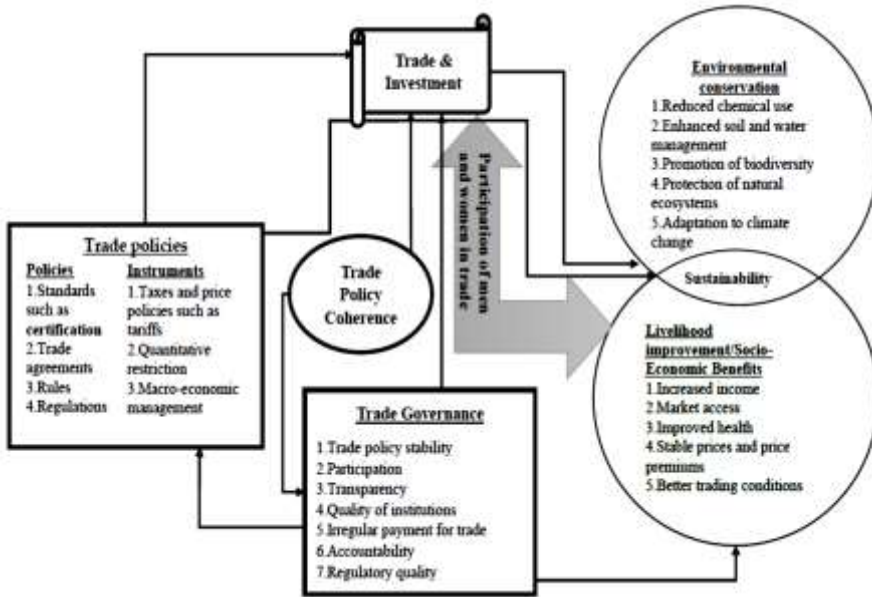 Trade &
Investment
Environmental
conservation
1.Reduced chemical use
2.Enhanced soil and water
management
3.Promotion of biodiversity
4.Protection of natural
ecosystems
5.Adaptation to climate
change
Participation of men
and women in trade
Trade policies
Policies
1.Standards
such as
certification
2.Trade
agreements
3.Rules
4.Regulations
Instruments
1.Taxes and price
policies such as
tariffs
2.Quantitative
restriction
3.Macro-economic
management
Trade
Policy
Coherence
Sustainability
Livelihood
improvement/Socio-
Economic Benefits
1.Increased income
2.Market access
3.Improved health
4.Stable prices and price
premiums
5.Better trading conditions
Trade Governance
1.Trade policy stability
2.Participation
3.Transparency
4.Quality of institutions
5.Irregular payment for trade
6.Accountability
7.Regulatory quality